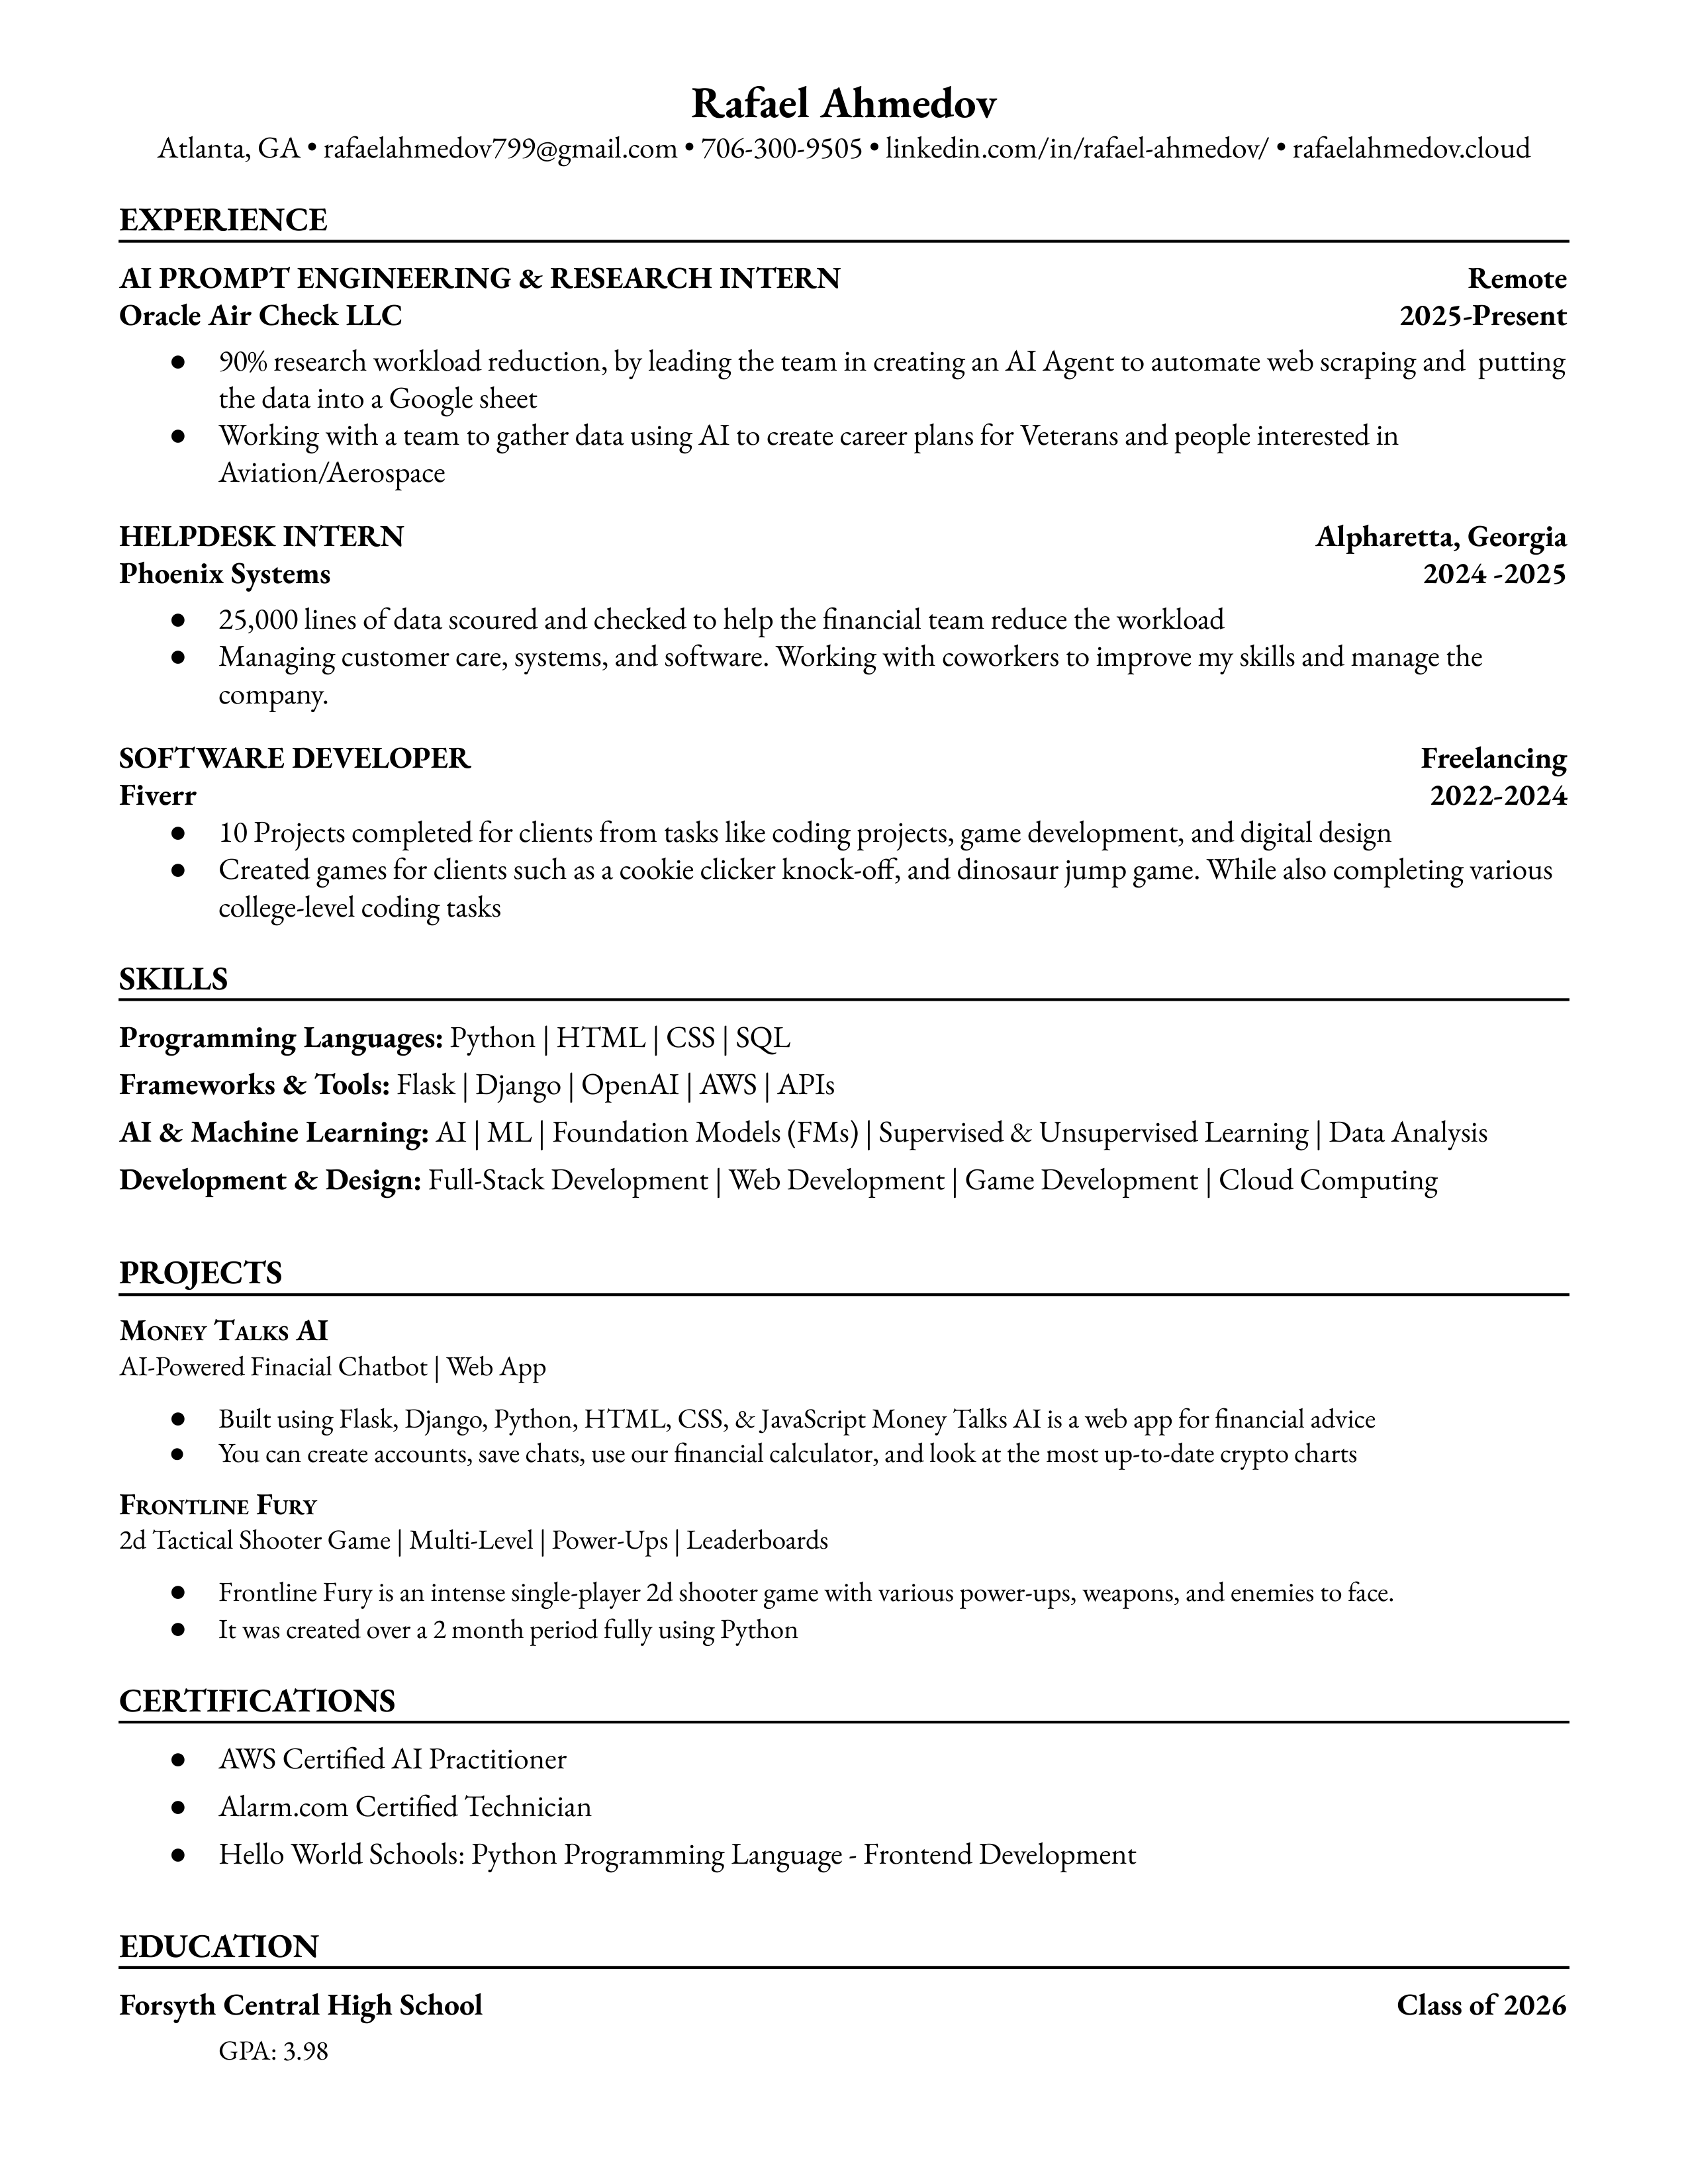 Rafael Ahmedov
Atlanta, GA • rafaelahmedov799@gmail.com • 706-300-9505 • linkedin.com/in/rafael-ahmedov/ • rafaelahmedov.cloud
EXPERIENCE
AI PROMPT ENGINEERING & RESEARCH INTERN Remote
Oracle Air Check LLC 2025-Present
● 90% research workload reduction, by leading the team in creating an AI Agent to automate web scraping and  putting
the data into a Google sheet
● Working with a team to gather data using AI to create career plans for Veterans and people interested in
Aviation/Aerospace
HELPDESK INTERN Alpharetta, Georgia
Phoenix Systems 2024 -2025
● 25,000 lines of data scoured and checked to help the financial team reduce the workload
● Managing customer care, systems, and software. Working with coworkers to improve my skills and manage the
company.
SOFTWARE DEVELOPER Freelancing
Fiverr 2022-2024
● 10 Projects completed for clients from tasks like coding projects, game development, and digital design
● Created games for clients such as a cookie clicker knock-off, and dinosaur jump game. While also completing various
college-level coding tasks
SKILLS
Programming Languages: Python | HTML | CSS | SQL
Frameworks & Tools: Flask | Django | OpenAI | AWS | APIs
AI & Machine Learning: AI | ML | Foundation Models (FMs) | Supervised & Unsupervised Learning | Data Analysis
Development & Design: Full-Stack Development | Web Development | Game Development | Cloud Computing
PROJECTS
Money Talks AI
AI-Powered Finacial Chatbot | Web App
● Built using Flask, Django, Python, HTML, CSS, & JavaScript Money Talks AI is a web app for financial advice
● You can create accounts, save chats, use our financial calculator, and look at the most up-to-date crypto charts
Frontline Fury
2d Tactical Shooter Game | Multi-Level | Power-Ups | Leaderboards
● Frontline Fury is an intense single-player 2d shooter game with various power-ups, weapons, and enemies to face.
● It was created over a 2 month period fully using Python
CERTIFICATIONS
● AWS Certified AI Practitioner
● Alarm.com Certified Technician
● Hello World Schools: Python Programming Language - Frontend Development
EDUCATION
Forsyth Central High School Class of 2026
GPA: 3.98